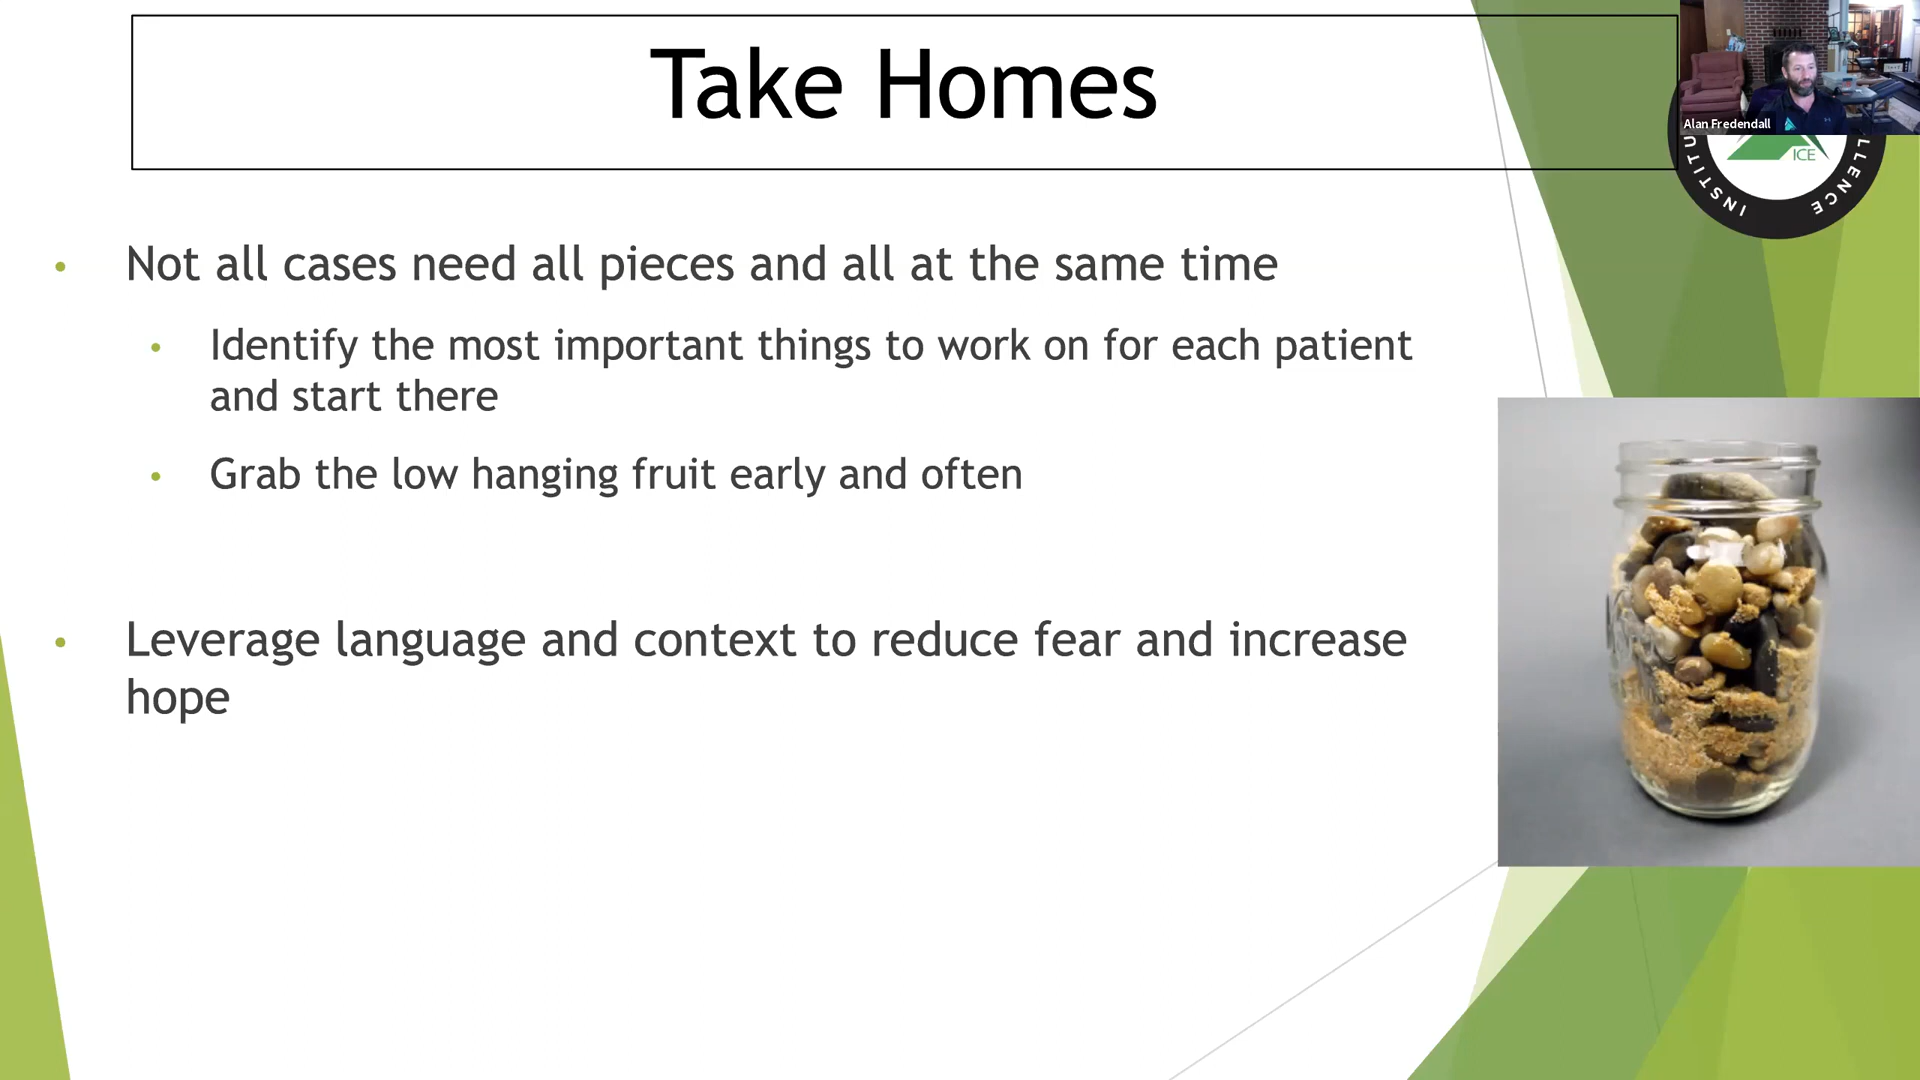 Take Homes
Alan Fredendall
ICE
INSTITU
LLENCE
Not all cases need all pieces and all at the same time
Identify the most important things to work on for each patient
and start there
Grab the low hanging fruit early and often
Leverage language and context to reduce fear and increase
hope